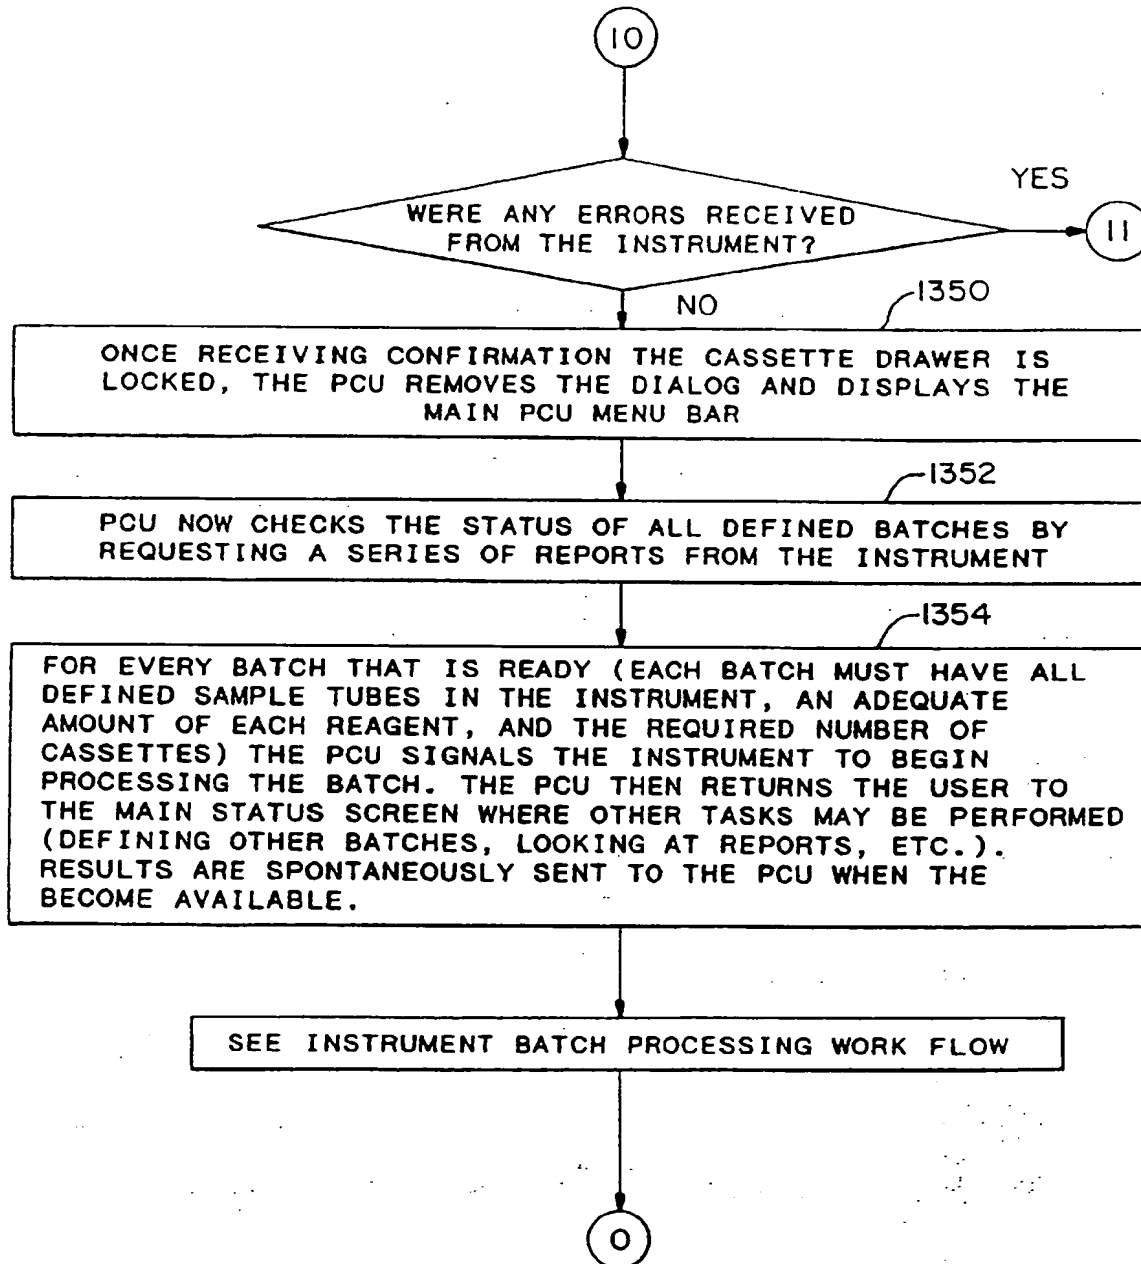 10
WERE ANY ERRORS RECEIVED
FROM THE INSTRUMENT?
YES
11
NO
1350
ONCE RECEIVING CONFIRMATION THE CASSETTE DRAWER IS
LOCKED, THE PCU REMOVES THE DIALOG AND DISPLAYS THE
MAIN PCU MENU BAR
1352
PCU NOW CHECKS THE STATUS OF ALL DEFINED BATCHES BY
REQUESTING A SERIES OF REPORTS FROM THE INSTRUMENT
1354
FOR EVERY BATCH THAT IS READY (EACH BATCH MUST HAVE ALL
DEFINED SAMPLE TUBES IN THE INSTRUMENT, AN ADEQUATE
AMOUNT OF EACH REAGENT, AND THE REQUIRED NUMBER OF
CASSETTES) THE PCU SIGNALS THE INSTRUMENT TO BEGIN
PROCESSING THE BATCH. THE PCU THEN RETURNS THE USER TO
THE MAIN STATUS SCREEN WHERE OTHER TASKS MAY BE PERFORMED
(DEFINING OTHER BATCHES, LOOKING AT REPORTS, ETC.).
RESULTS ARE SPONTANEOUSLY SENT TO THE PCU WHEN THE
BECOME AVAILABLE.
SEE INSTRUMENT BATCH PROCESSING WORK FLOW
0